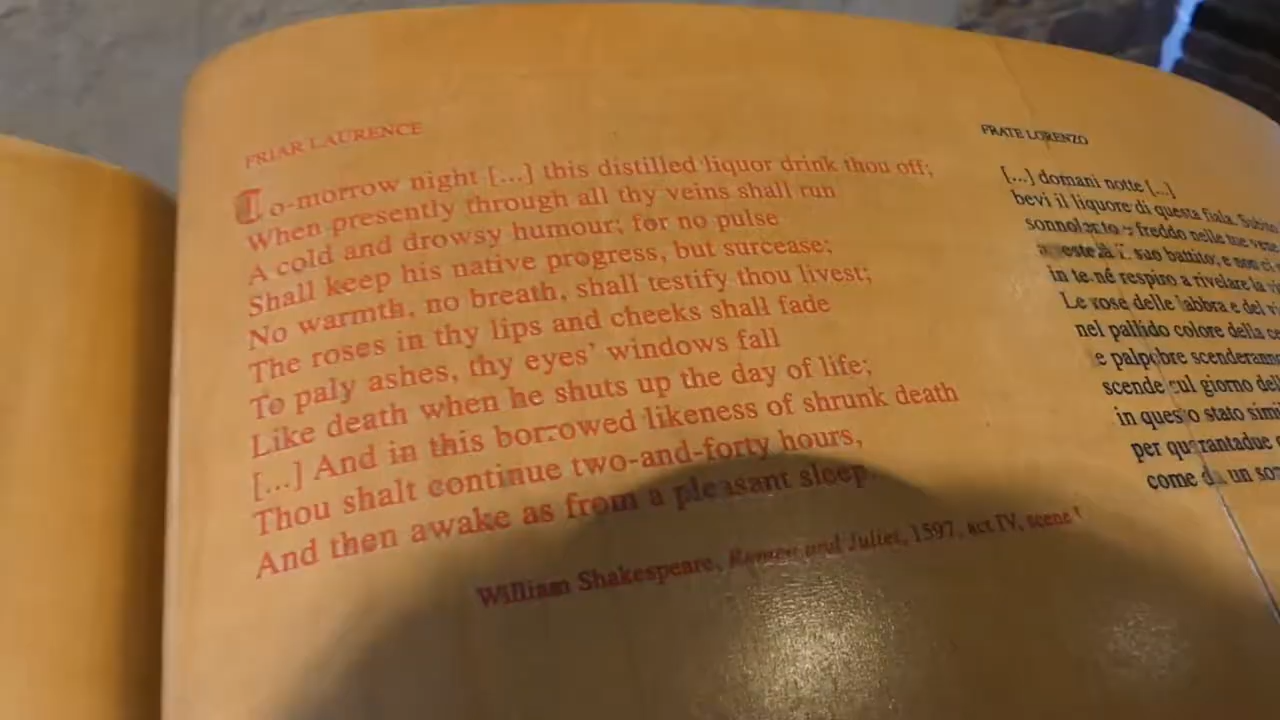 FRIAR LAURENCE
To-morrow night [...] this distilled liquor drink thou off;
When presently through all thy veins shall run
A cold and drowsy humour; for no pulse
Shall keep his native progress, but surcease;
No warmth, no breath, shall testify thou livest;
The roses in thy lips and cheeks shall fade
To paly ashes, thy eyes’ windows fall
Like death when he shuts up the day of life;
[...] And in this borrowed likeness of shrunk death
Thou shalt continue two-and-forty hours,
And then awake as from a pleasant sleep.
William Shakespeare, Romeo and Juliet, 1597, act IV, scene
FRATE LORENZO
[...] domani notte [...]
bevi il liquore di questa fiala. Subito
freddo nelle tue
suo battito, e non
in te né respiro a rivelare la
Le rose delle labbra e del
nel pallido colore della
e palpebre scenderanno
scende sul giorno
in questo stato
per quarantadue
come da un